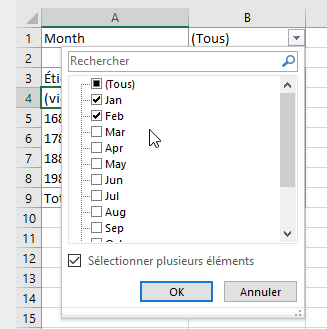 A B
1 Month (Tous)
2 Rechercher
3 Éti
4 (vi
5 168
6 178
7 188
8 198
9 Tot
10
11
12
13
14
15
(Tous)
Jan
Feb
Mar
Apr
May
Jun
Jul
Aug
Sep
Sélectionner plusieurs éléments
OK Annuler